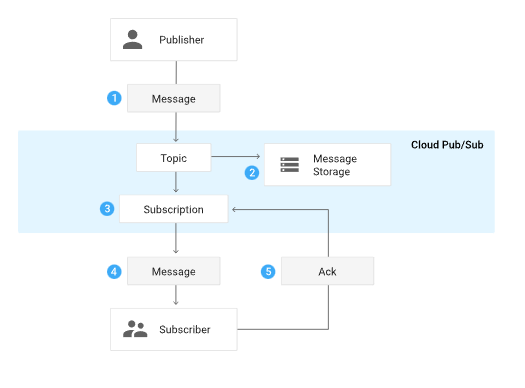 Publisher
1
Message
Cloud Pub/Sub
Topic
2
Message
Storage
3
Subscription
4
Message
5
Ack
Subscriber